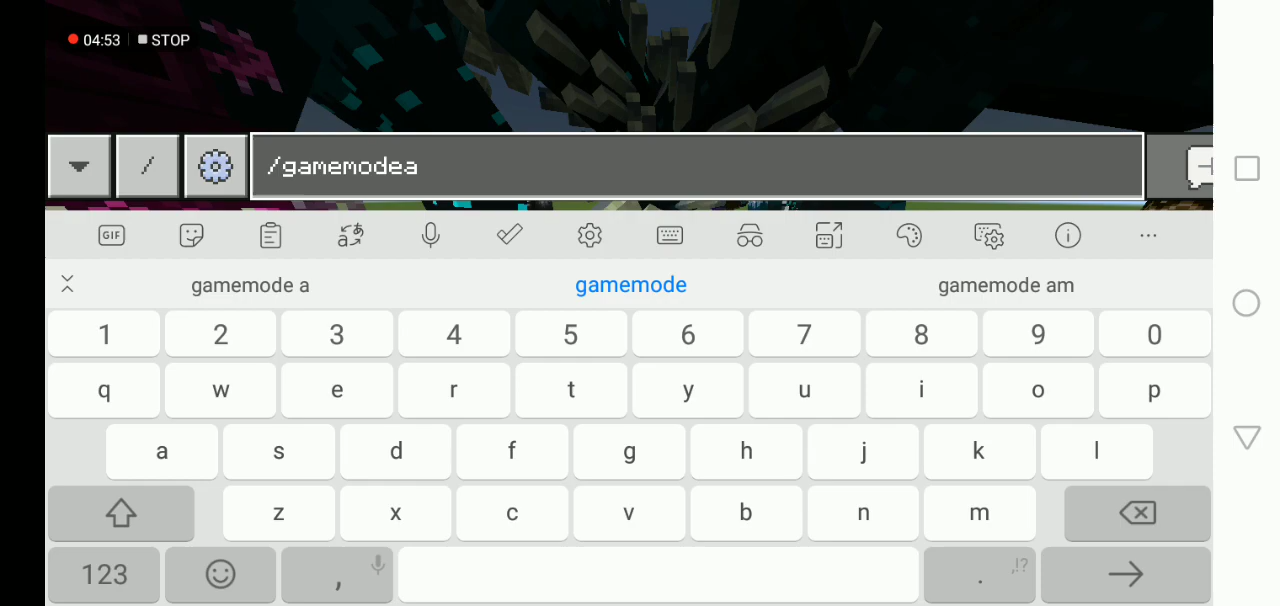 04:53 STOP
/ /gamemodea
GIF
gamemode a gamemode gamemode am
1 2 3 4 5 6 7 8 9 0
q w e r t y u i o p
a s d f g h j k l
z x c v b n m
123 , . ,!?